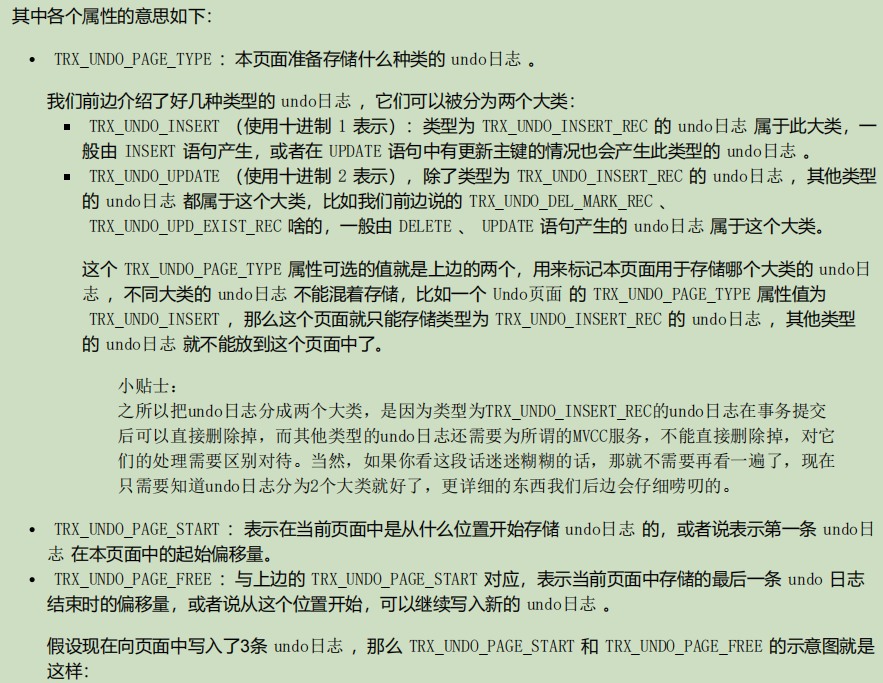 其中各个属性的意思如下：
• TRX_UNDO_PAGE_TYPE ：本页面准备存储什么种类的 undo日志 。
我们前边介绍了好几种类型的 undo日志 ，它们可以被分为两个大类：
▪ TRX_UNDO_INSERT （使用十进制 1 表示）：类型为 TRX_UNDO_INSERT_REC 的 undo日志 属于此大类，一
般由 INSERT 语句产生，或者在 UPDATE 语句中有更新主键的情况也会产生此类型的 undo日志 。
▪ TRX_UNDO_UPDATE （使用十进制 2 表示），除了类型为 TRX_UNDO_INSERT_REC 的 undo日志 ，其他类型
的 undo日志 都属于这个大类，比如我们前边说的 TRX_UNDO_DEL_MARK_REC 、
TRX_UNDO_UPD_EXIST_REC 啥的，一般由 DELETE 、 UPDATE 语句产生的 undo日志 属于这个大类。
这个 TRX_UNDO_PAGE_TYPE 属性可选的值就是上边的两个，用来标记本页面用于存储哪个大类的 undo日
志 ，不同大类的 undo日志 不能混着存储，比如一个 Undo页面 的 TRX_UNDO_PAGE_TYPE 属性值为
TRX_UNDO_INSERT ，那么这个页面就只能存储类型为 TRX_UNDO_INSERT_REC 的 undo日志 ，其他类型
的 undo日志 就不能放到这个页面中了。
小贴士：
之所以把undo日志分成两个大类，是因为类型为TRX_UNDO_INSERT_REC的undo日志在事务提交
后可以直接删除掉，而其他类型的undo日志还需要为所谓的MVCC服务，不能直接删除掉，对它
们的处理需要区别对待。当然，如果你看这段话迷迷糊糊的话，那就不需要再看一遍了，现在
只需要知道undo日志分为2个大类就好了，更详细的东西我们后边会仔细唠叨的。
• TRX_UNDO_PAGE_START ：表示在当前页面中是从什么位置开始存储 undo日志 的，或者说表示第一条 undo日
志 在本页面中的起始偏移量。
• TRX_UNDO_PAGE_FREE ：与上边的 TRX_UNDO_PAGE_START 对应，表示当前页面中存储的最后一条 undo 日志
结束时的偏移量，或者说从这个位置开始，可以继续写入新的 undo日志 。
假设现在向页面中写入了3条 undo日志 ，那么 TRX_UNDO_PAGE_START 和 TRX_UNDO_PAGE_FREE 的示意图就是
这样：